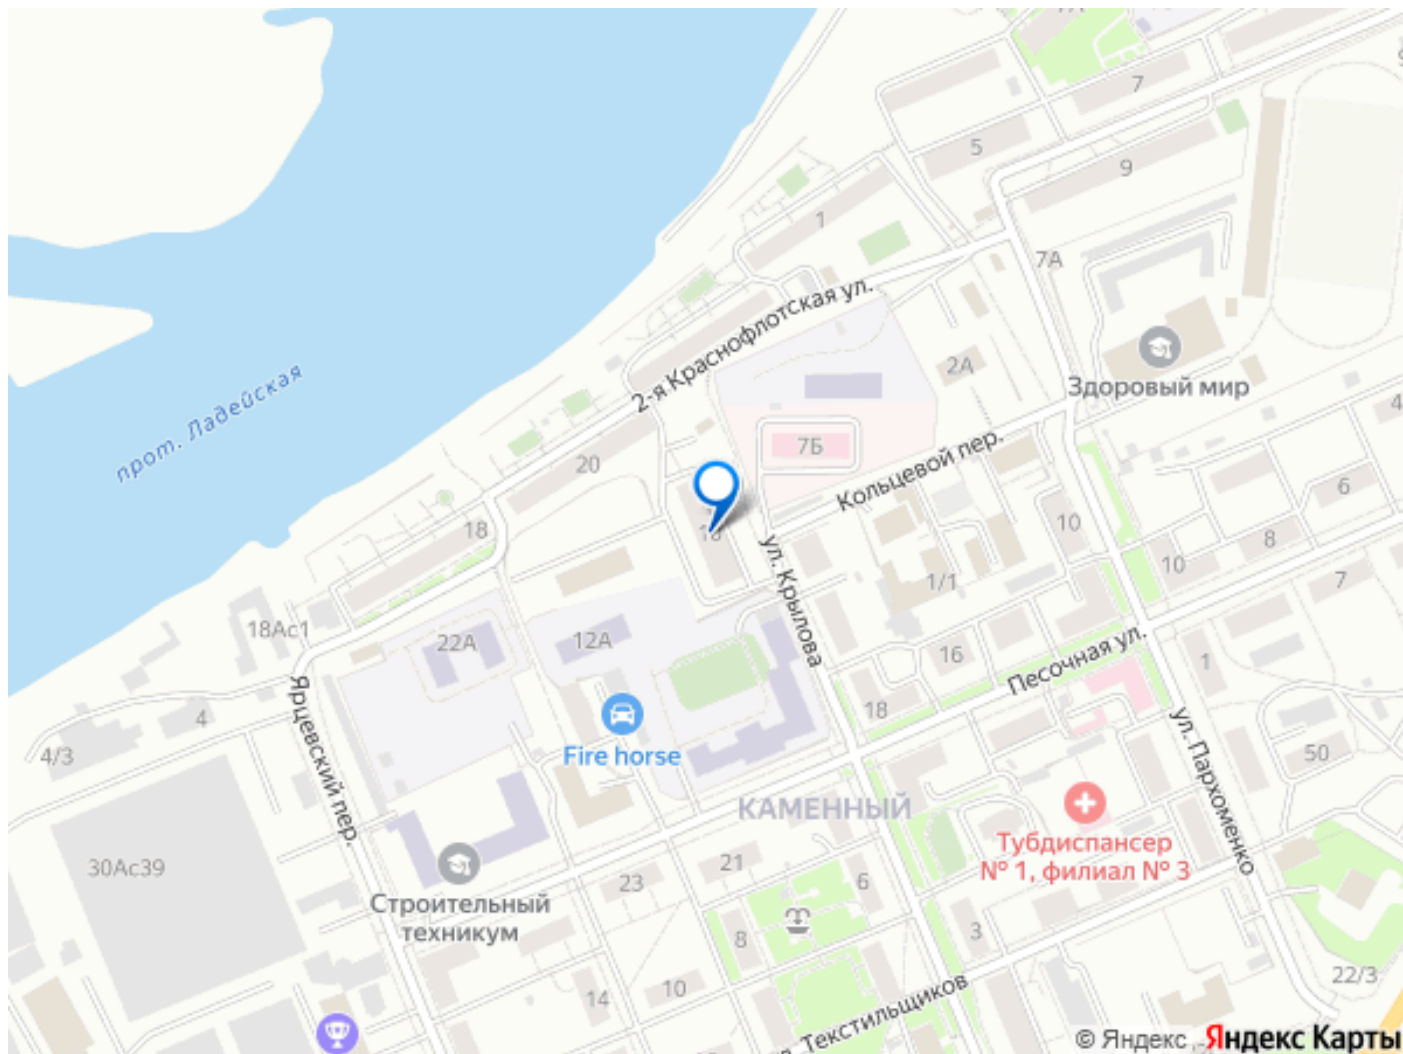 7
5
9
9
1
7А
2-я Краснофлотская ул.
2А
Здоровый мир
прот. Ладейская
4
7Б
20
Кольцевой пер.
6
18
10
8
ул. Крылова
10
7
1/1
18Ас1
22А
12А
16
Песочная ул.
1
4
18
ул. Пархоменко
4/3
Ярцевский пер.
Fire horse
50
КАМЕННЫЙ
Тубдиспансер
№ 1, филиал № 3
30Ас39
21
23
6
Строительный
техникум
8
3
10
14
Текстильщиков
22/3
© Яндекс
Яндекс Карты